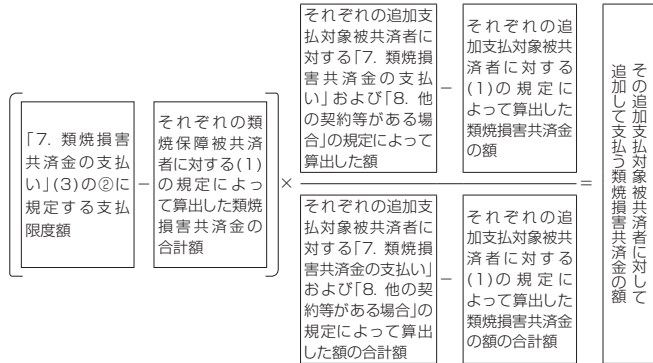 「7. 類焼損害
共済金の支払
い」(3)の②に
規定する支払
限度額
−
それぞれの類
焼保障被共済
者に対する(1)
の規定によっ
て算出した類焼
損害共済金の
合計額
×
それぞれの追加支
払対象被共済者に
対する「7. 類焼損
害共済金の支払
い」および「8. 他
の契約等がある場
合」の規定によって
算出した額
−
それぞれの追
加支払対象被共
済者に対する
(1)の規定に
よって算出した
類焼損害共済金
の額
それぞれの追加支
払対象被共済者に
対する「7. 類焼損
害共済金の支払い」
および「8. 他の契
約等がある場合」の
規定によって算出
した額の合計額
−
それぞれの追
加支払対象被共
済者に対する
(1)の規定に
よって算出した
類焼損害共済金
の額の合計額
=
その追加支払対象被共済者に対して
追加して支払う類焼損害共済金の額